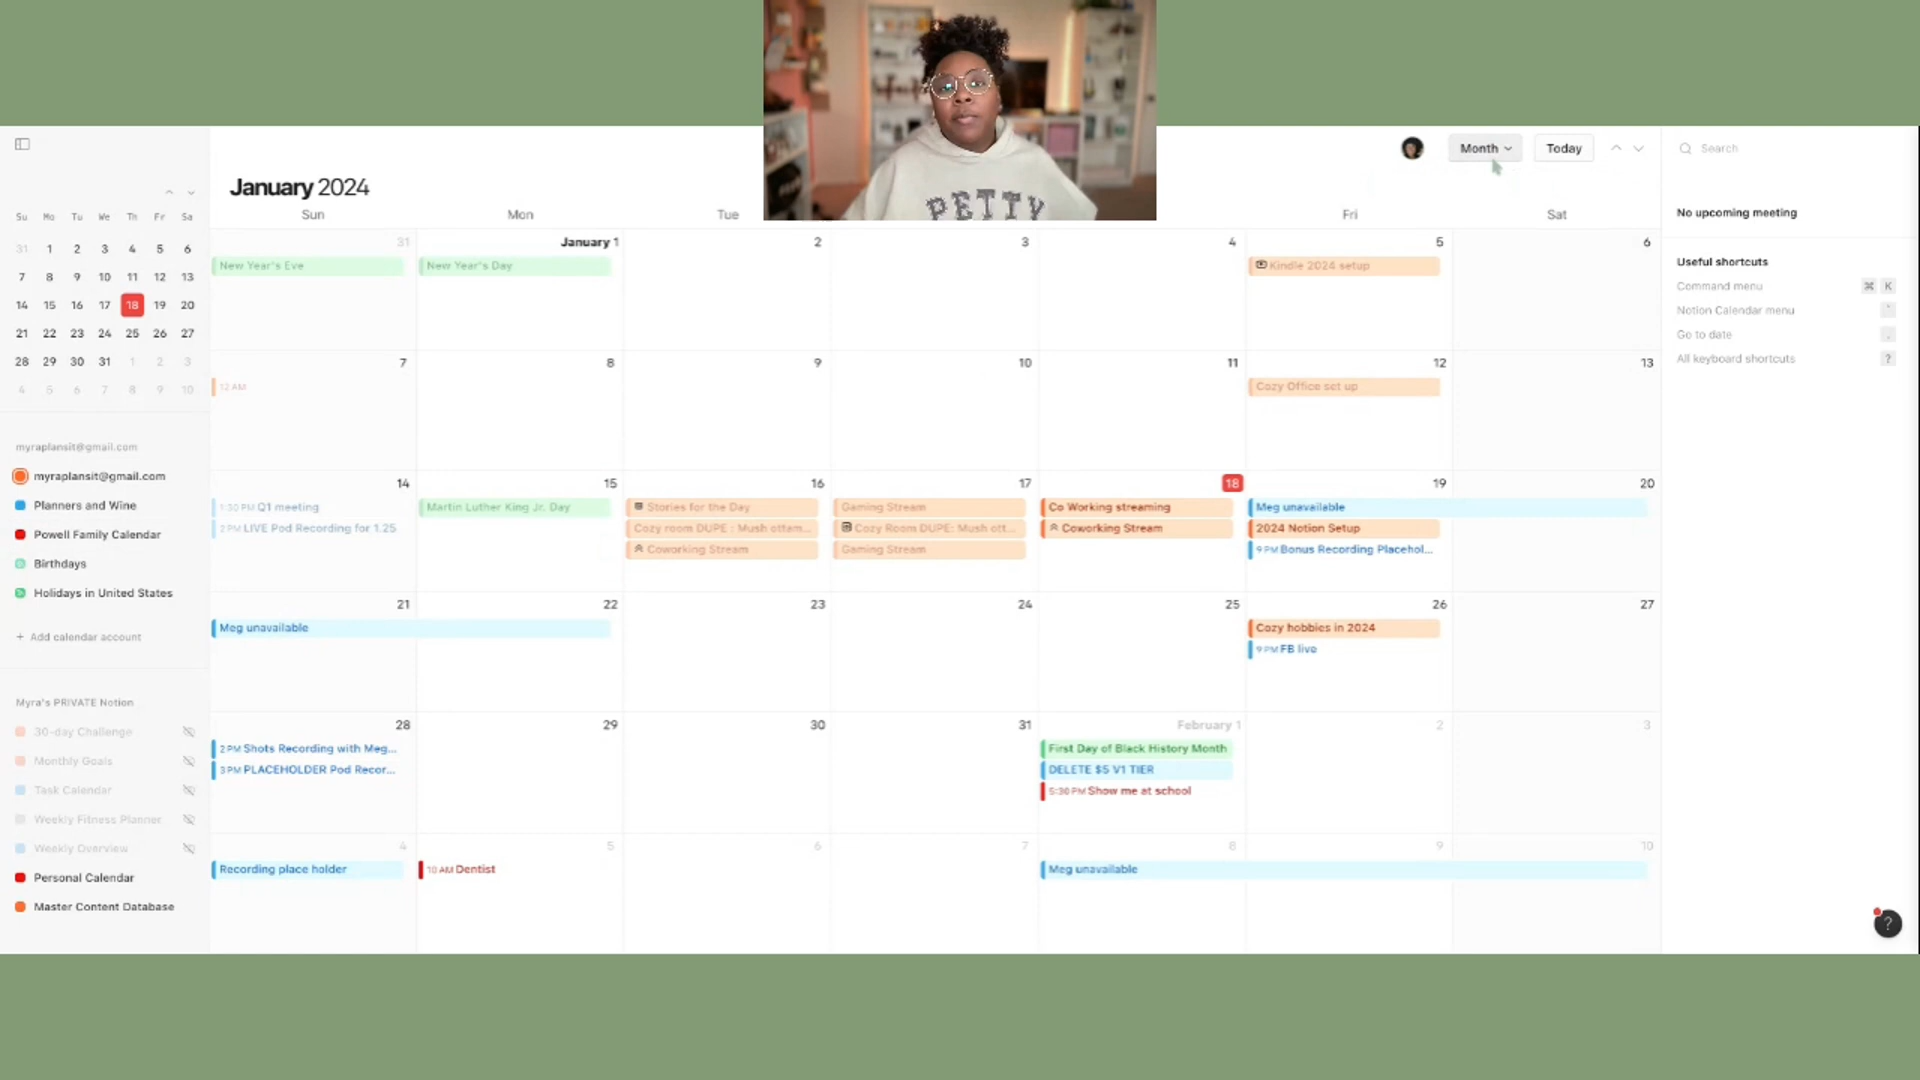 PETTY
January 2024
Month
Today
Search
Su Mo Tu We Th Fr Sa
31 1 2 3 4 5 6
7 8 9 10 11 12 13
14 15 16 17 18 19 20
21 22 23 24 25 26 27
28 29 30 31 1 2 3
4 5 6 7 8 9 10
myraplansit@gmail.com
myraplansit@gmail.com
Planners and Wine
Powell Family Calendar
Birthdays
Holidays in United States
+ Add calendar account
Myra's PRIVATE Notion
30-day Challenge
Monthly Goals
Task Calendar
Weekly Fitness Planner
Weekly Overview
Personal Calendar
Master Content Database
Sun Mon Tue Fri Sat
31 January 1 2 3 4 5 6
New Year's Eve
New Year's Day
Kindle 2024 setup
7 8 9 10 11 12 13
12 AM
Cozy Office set up
14 15 16 17 18 19 20
1:30 PM Q1 meeting
2 PM LIVE Pod Recording for 1.25
Martin Luther King Jr. Day
Stories for the Day
Cozy room DUPE : Mush ottem...
Coworking Stream
Gaming Stream
Cozy Room DUPE: Mush ott...
Gaming Stream
Co Working streaming
Coworking Stream
Meg unavailable
2024 Notion Setup
9 PM Bonus Recording Placehol...
21 22 23 24 25 26 27
Meg unavailable
Cozy hobbies in 2024
9 PM FB live
28 29 30 31 February 1 2 3
2 PM Shots Recording with Meg...
3 PM PLACEHOLDER Pod Recor...
First Day of Black History Month
DELETE $5 V1 TIER
5:30 PM Show me at school
4 5 6 7 8 9 10
Recording place holder
10 AM Dentist
Meg unavailable
No upcoming meeting
Useful shortcuts
Command menu ⌘ K
Notion Calendar menu
Go to date .
All keyboard shortcuts ?
?